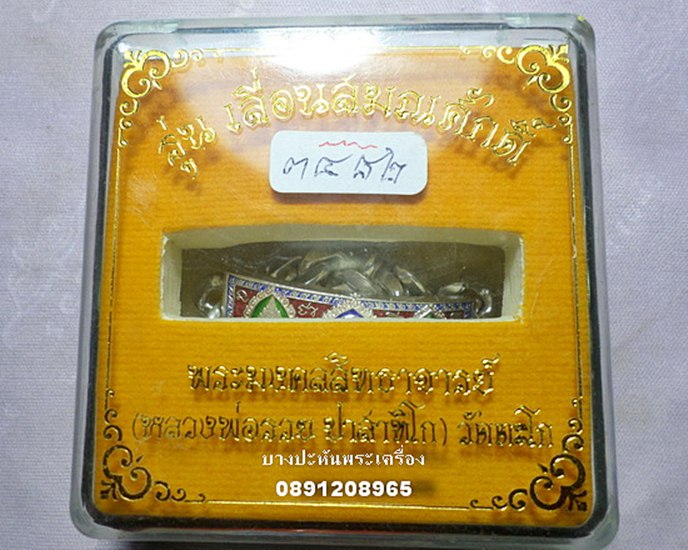 รุ่น เลื่อนสมณศักดิ์
๓๔๘๒
พระมงคลสิทธาจารย์
(หลวงพ่อรวย ปาสาทิโก) วัดตะโก
บางปะหันพระเครื่อง
0891208965